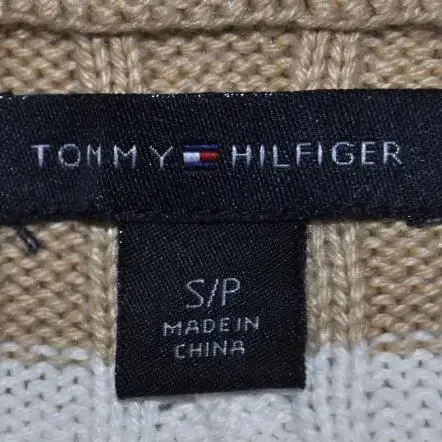 TOMMY HILFIGER
S/P
MADE IN
CHINA